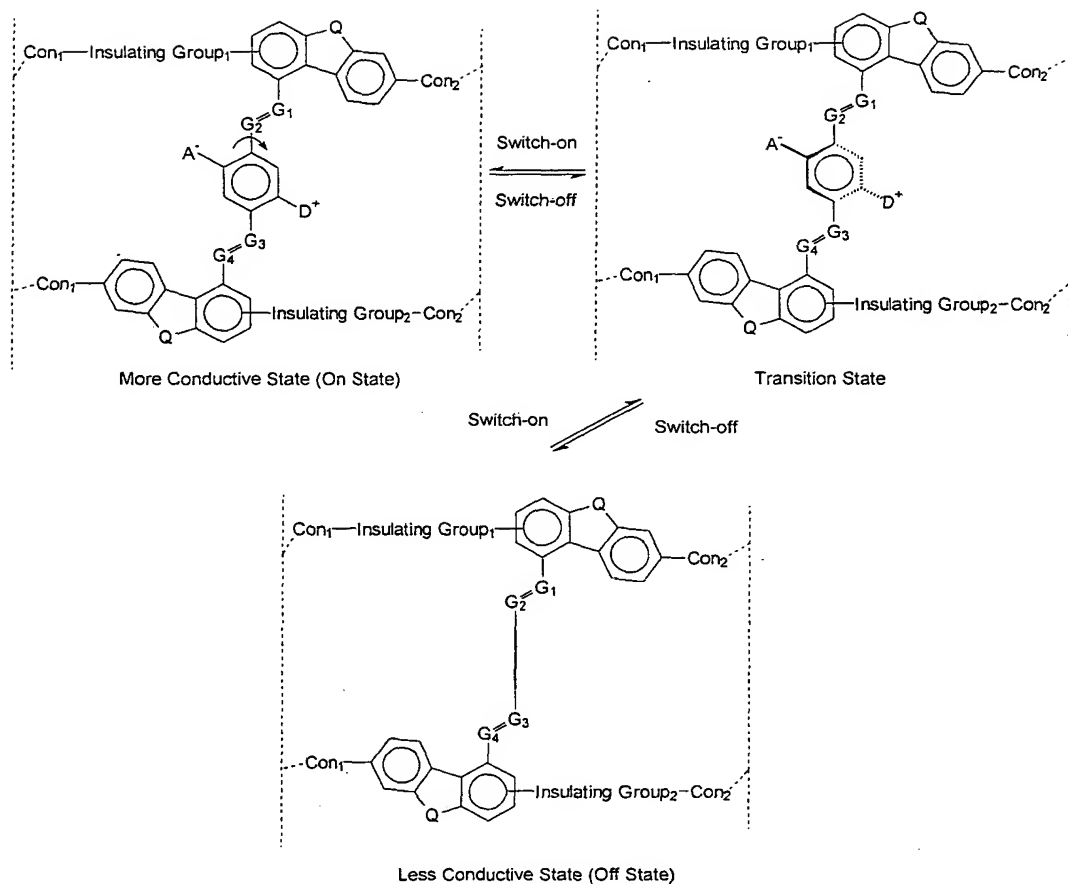 Q
Con₁—Insulating Group₁
Con₂
G₂=G₁
A⁻
D⁺
G₄=G₃
Con₁
Insulating Group₂–Con₂
Q
More Conductive State (On State)
Switch-on
Switch-off
Q
Con₁—Insulating Group₁
Con₂
G₂=G₁
A⁻
D⁺
G₄=G₃
Con₁
Insulating Group₂–Con₂
Q
Transition State
Switch-on
Switch-off
Q
Con₁—Insulating Group₁
Con₂
G₂=G₁
G₄=G₃
Con₁
Insulating Group₂–Con₂
Q
Less Conductive State (Off State)